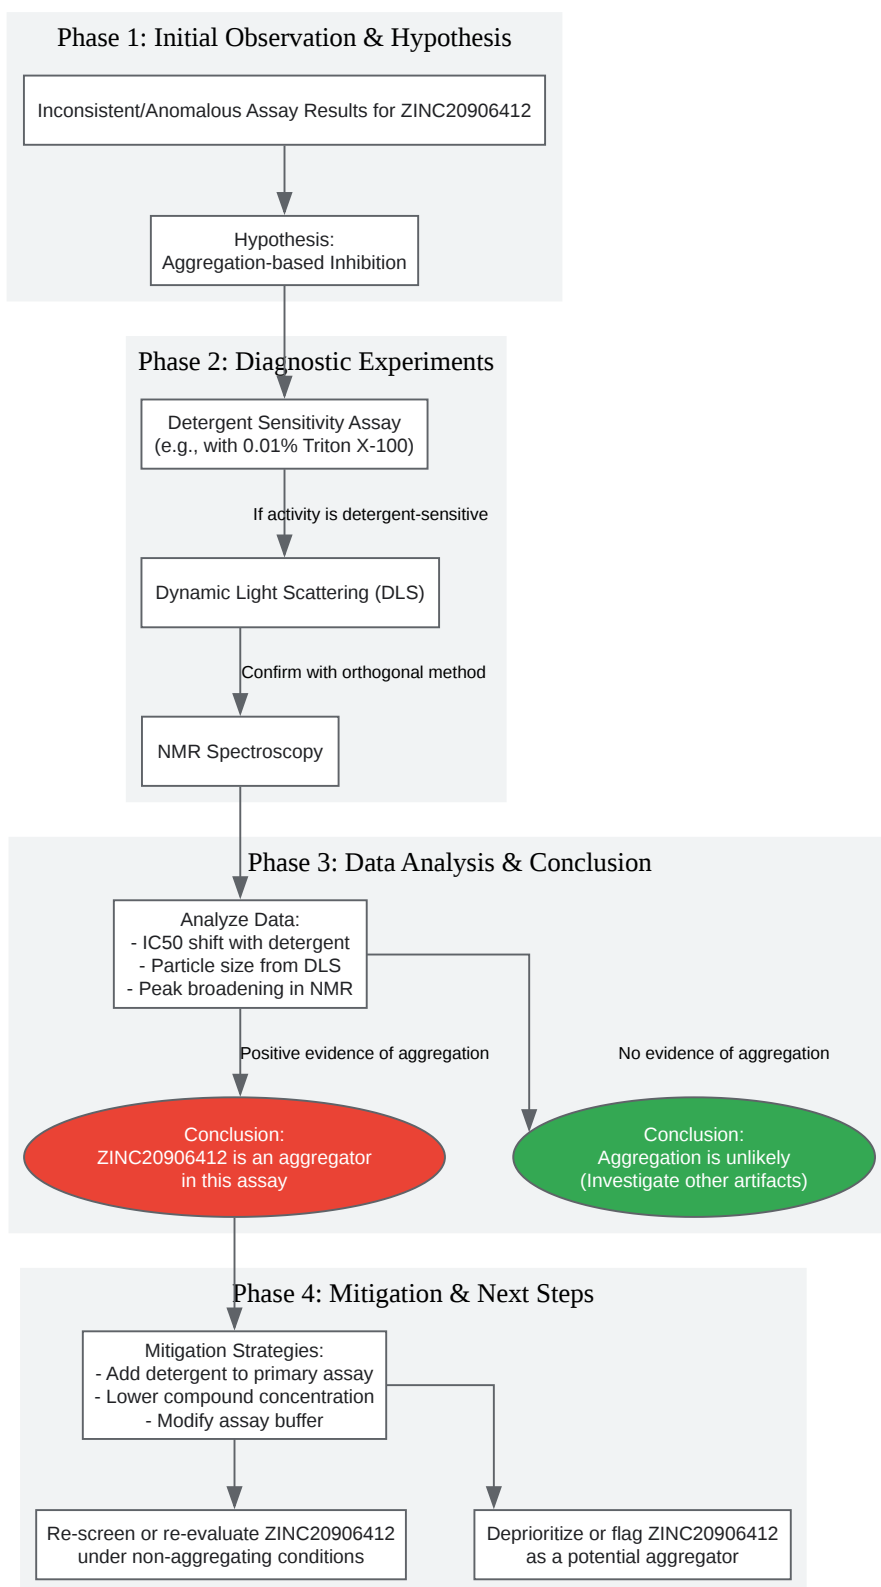 Phase 1: Initial Observation & Hypothesis
Inconsistent/Anomalous Assay Results for ZINC20906412
Hypothesis:
Aggregation-based Inhibition
Phase 2: Diagnostic Experiments
Detergent Sensitivity Assay
(e.g., with 0.01% Triton X-100)
If activity is detergent-sensitive
Dynamic Light Scattering (DLS)
Confirm with orthogonal method
NMR Spectroscopy
Phase 3: Data Analysis & Conclusion
Analyze Data:
- IC50 shift with detergent
- Particle size from DLS
- Peak broadening in NMR
Positive evidence of aggregation
No evidence of aggregation
Conclusion:
ZINC20906412 is an aggregator
in this assay
Conclusion:
Aggregation is unlikely
(Investigate other artifacts)
Phase 4: Mitigation & Next Steps
Mitigation Strategies:
- Add detergent to primary assay
- Lower compound concentration
- Modify assay buffer
Re-screen or re-evaluate ZINC20906412
under non-aggregating conditions
Deprioritize or flag ZINC20906412
as a potential aggregator